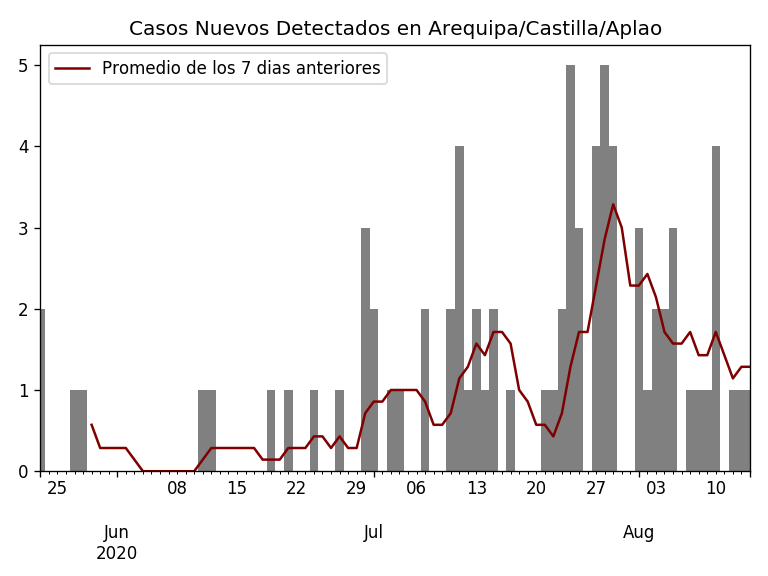 Casos Nuevos Detectados en Arequipa/Castilla/Aplao
Promedio de los 7 dias anteriores
5
4
3
2
1
0
25 08 15 22 29 06 13 20 27 03 10
Jun Jul Aug
2020